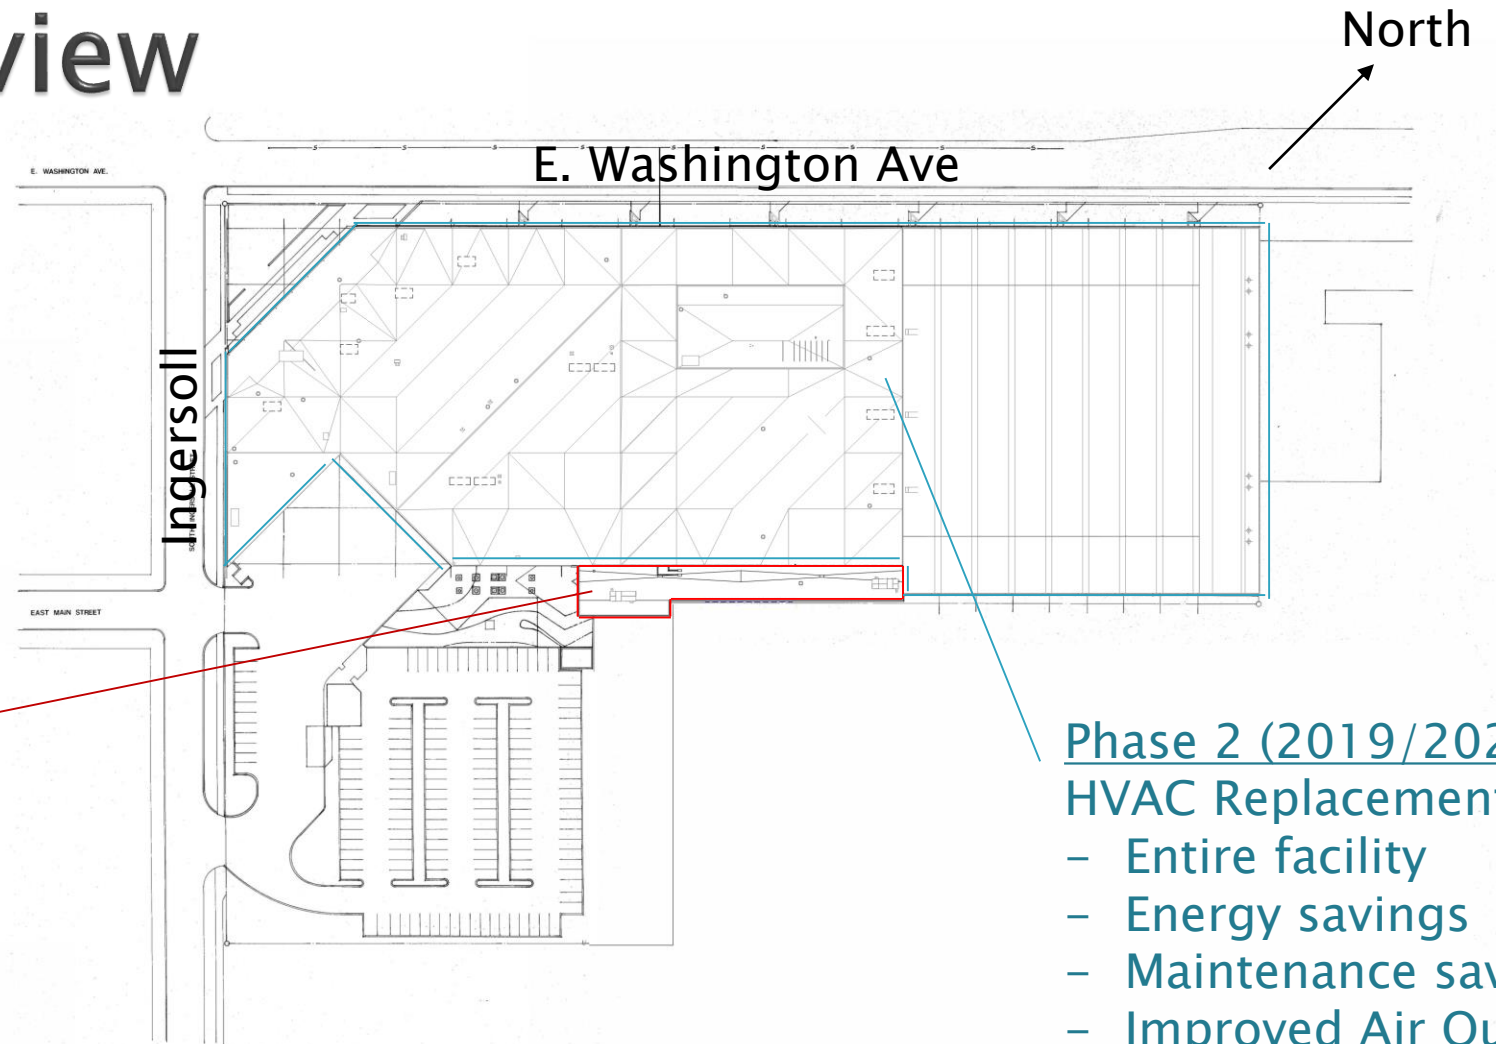 view
North
E. Washington Ave
E. WASHINGTON AVE.
Ingersoll
EAST MAIN STREET
Phase 2 (2019/202
HVAC Replacement
– Entire facility
– Energy savings
– Maintenance sav
– Improved Air Qu